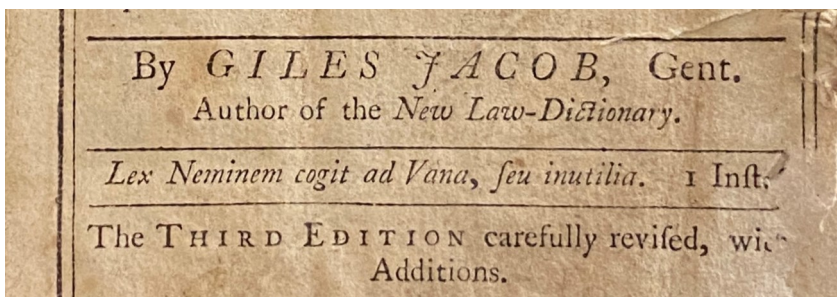 By GILES JACOB, Gent.
Author of the New Law-Dictionary.
Lex Neminem cogit ad Vana, ſeu inutilia. 1 Inſt.
The THIRD EDITION carefully reviſed,
Additions.